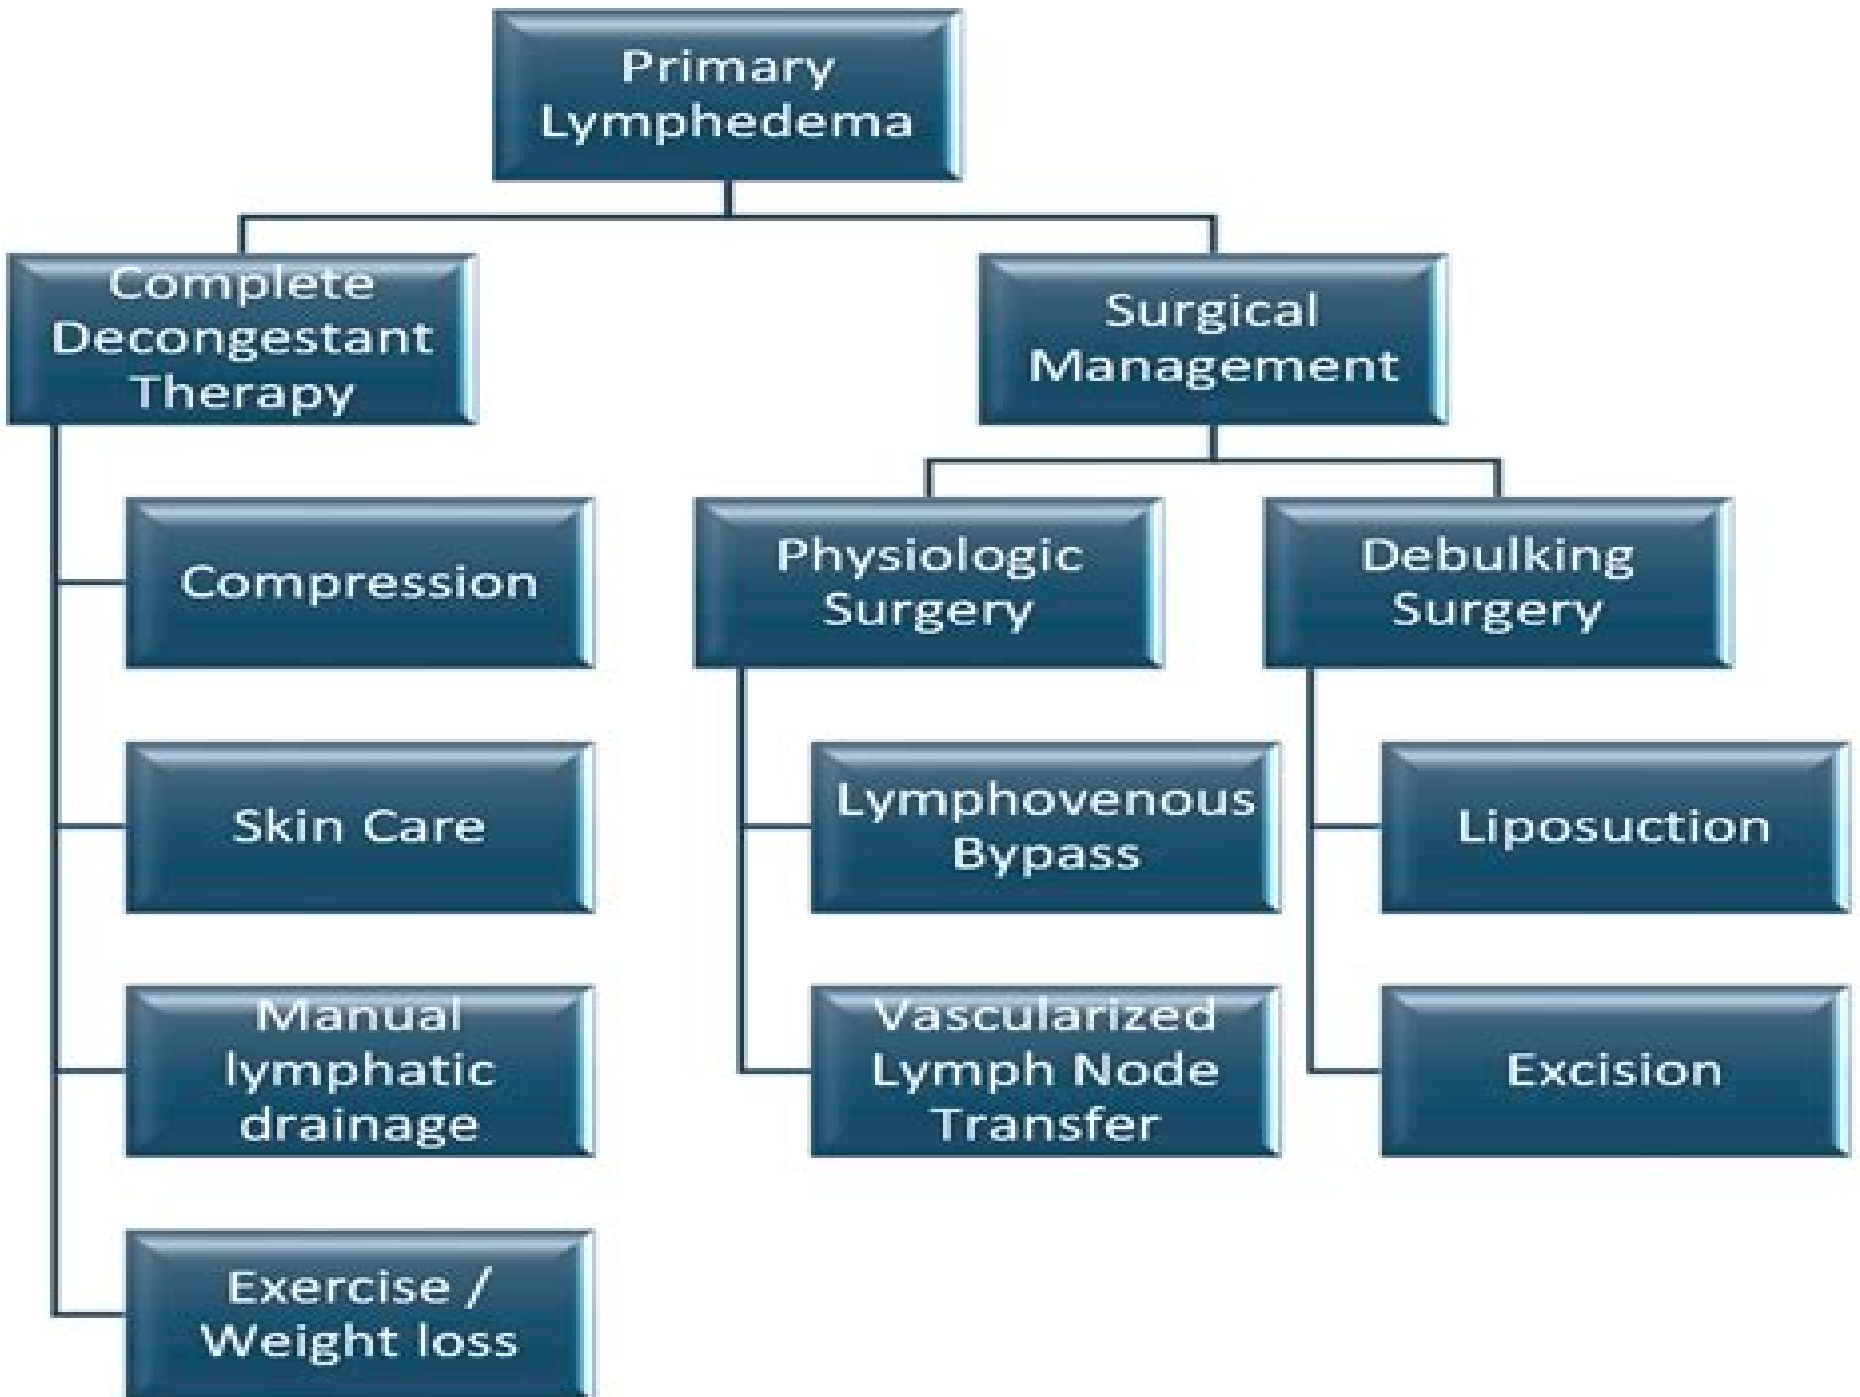 Primary
Lymphedema
Complete
Decongestant
Therapy
Surgical
Management
Compression
Skin Care
Manual
lymphatic
drainage
Exercise /
Weight loss
Physiologic
Surgery
Lymphovenous
Bypass
Vascularized
Lymph Node
Transfer
Debulking
Surgery
Liposuction
Excision